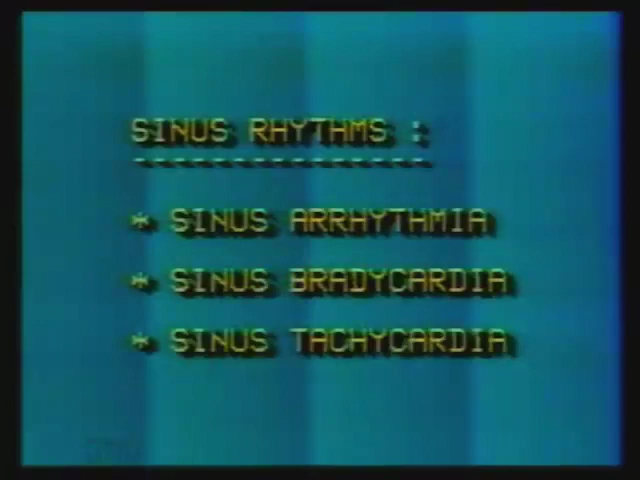 SINUS RHYTHMS :
---------------
* SINUS ARRHYTHMIA
* SINUS BRADYCARDIA
* SINUS TACHYCARDIA